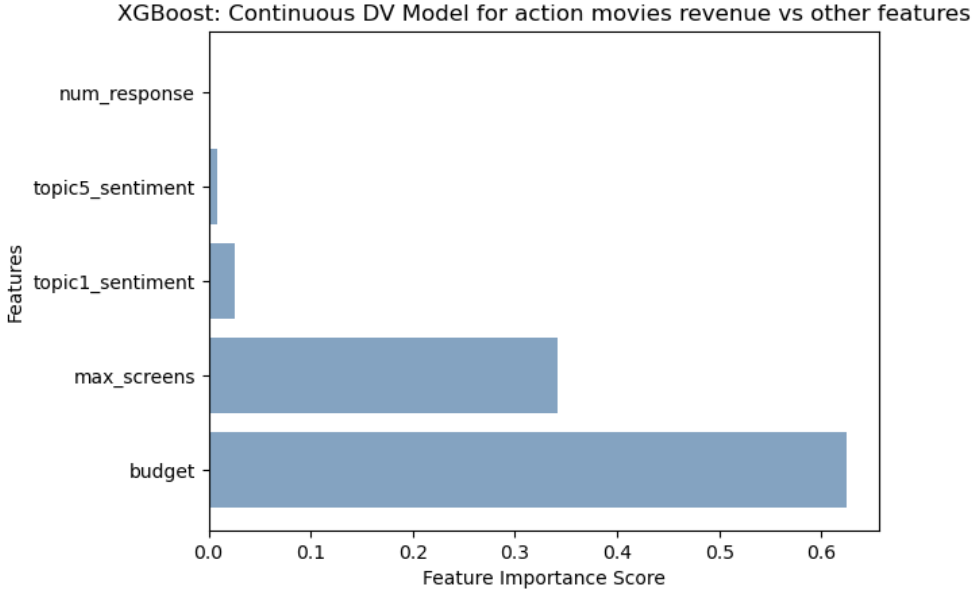 XGBoost: Continuous DV Model for action movies revenue vs other features
Features
num_response
topic5_sentiment
topic1_sentiment
max_screens
budget
0.0 0.1 0.2 0.3 0.4 0.5 0.6
Feature Importance Score